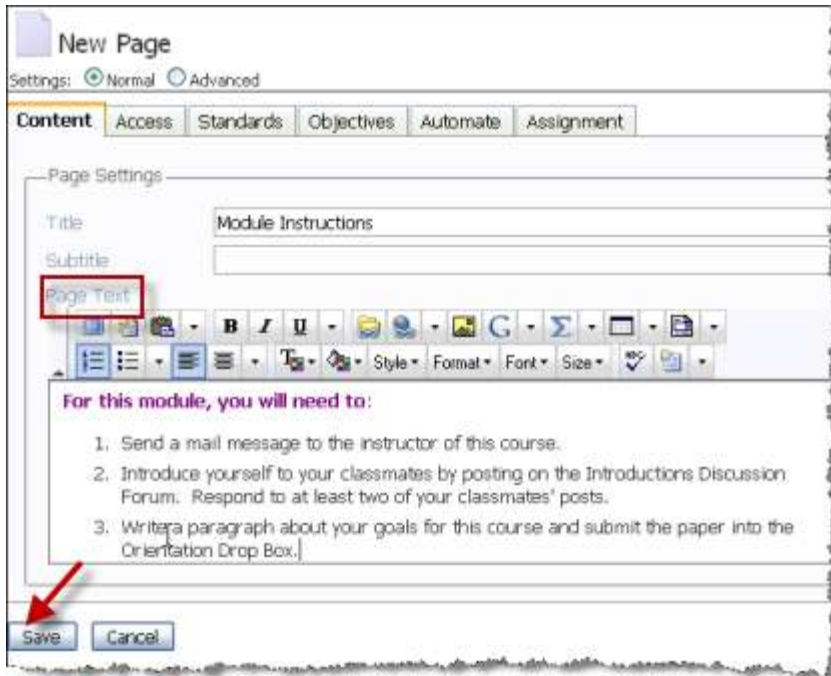 New Page
Settings: Normal Advanced
Content Access Standards Objectives Automate Assignment
Page Settings
Title Module Instructions
Subtitle
Page Text
B I U G Σ
Style Format Font Size
For this module, you will need to:
1. Send a mail message to the instructor of this course.
2. Introduce yourself to your classmates by posting on the Introductions Discussion
Forum. Respond to at least two of your classmates' posts.
3. Write a paragraph about your goals for this course and submit the paper into the
Orientation Drop Box.
Save Cancel